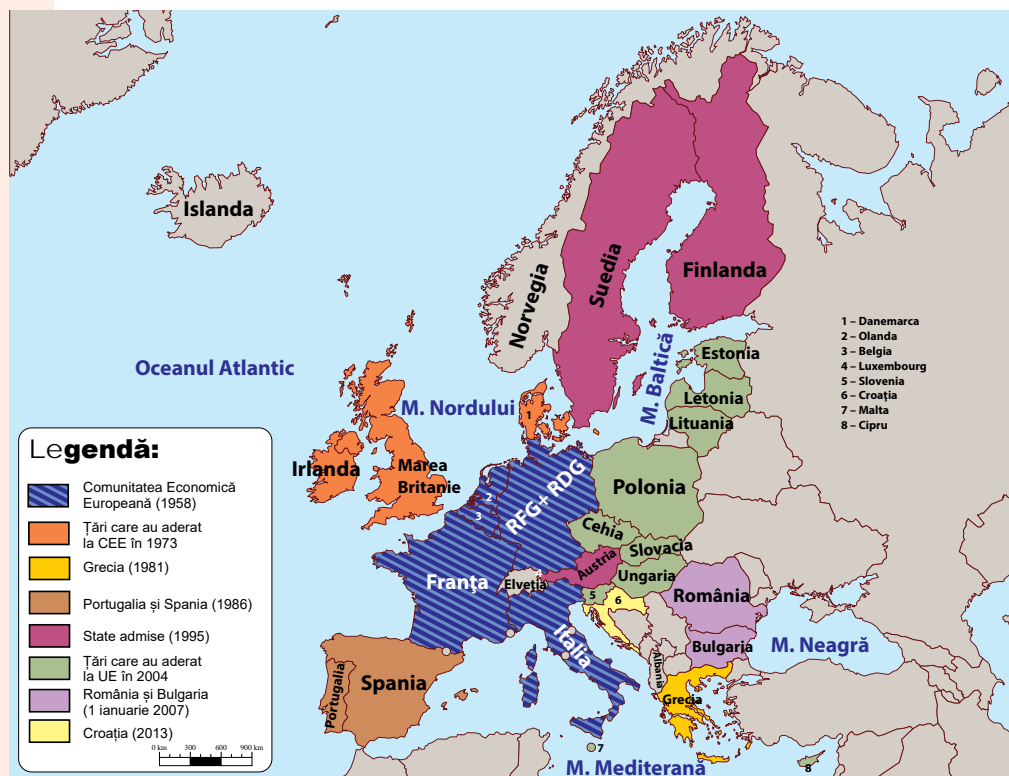 Islanda
Norvegia
Suedia
Finlanda
Oceanul Atlantic
M. Nordului
M. Baltică
Estonia
Letonia
Lituania
1 – Danemarca
2 – Olanda
3 – Belgia
4 – Luxembourg
5 – Slovenia
6 – Croația
7 – Malta
8 – Cipru
1
Irlanda
Marea
Britanie
2
3
4
RFG+ RDG
Polonia
Cehia
Slovacia
Austria
Ungaria
Elveția
Franța
5
6
România
Italia
Bulgaria
M. Neagră
Albania
Grecia
Portugalia
Spania
7
8
M. Mediterană
Legendă:
Comunitatea Economică
Europeană (1958)
Țări care au aderat
la CEE în 1973
Grecia (1981)
Portugalia și Spania (1986)
State admise (1995)
Țări care au aderat
la UE în 2004
România și Bulgaria
(1 ianuarie 2007)
Croația (2013)
0 km 300 600 900 km